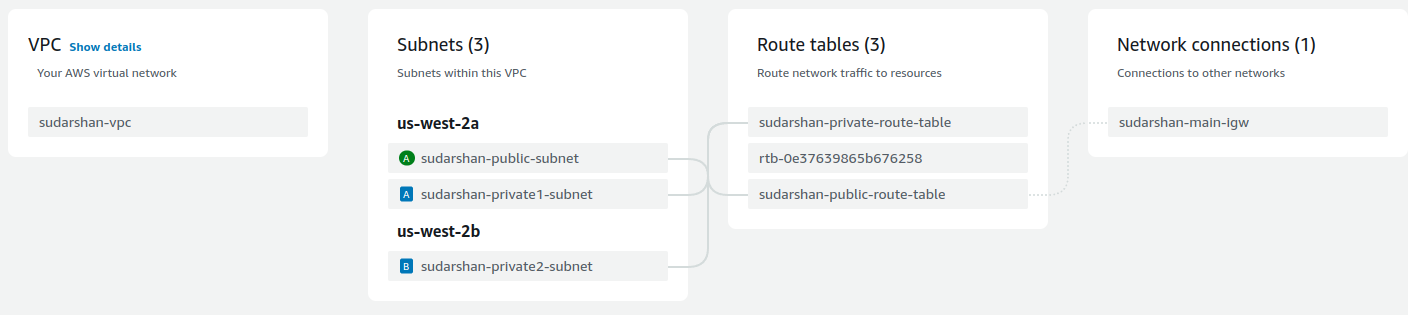 VPC Show details
Your AWS virtual network
sudarshan-vpc
Subnets (3)
Subnets within this VPC
us-west-2a
A sudarshan-public-subnet
A sudarshan-private1-subnet
us-west-2b
B sudarshan-private2-subnet
Route tables (3)
Route network traffic to resources
sudarshan-private-route-table
rtb-0e37639865b676258
sudarshan-public-route-table
Network connections (1)
Connections to other networks
sudarshan-main-igw